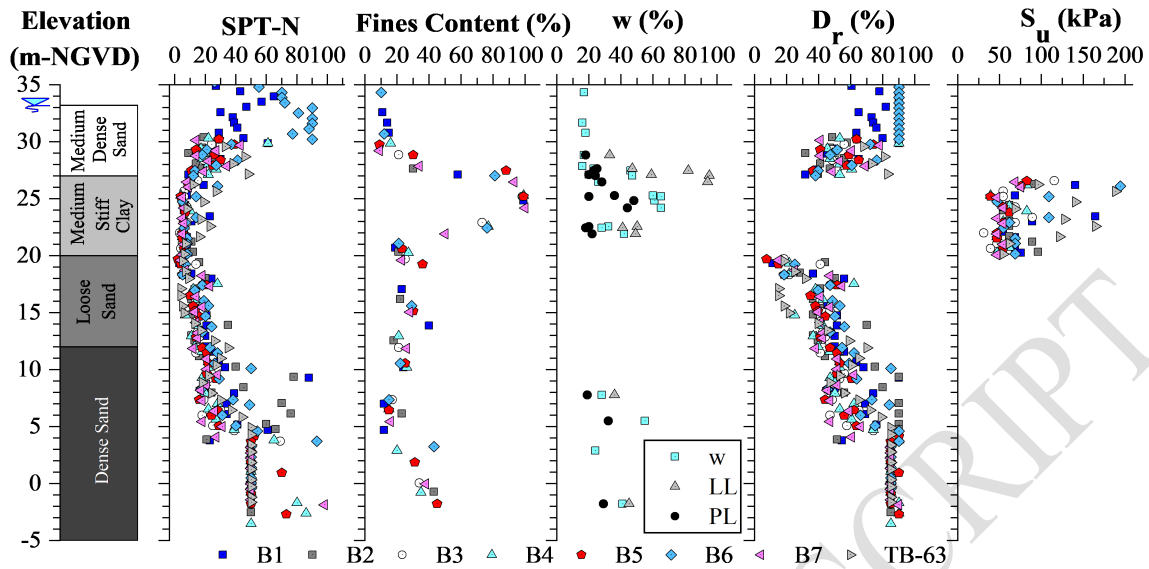 Elevation
(m-NGVD)
SPT-N
Fines Content (%)
w (%)
D_r (%)
S_u (kPa)
0 20 40 60 80 100
0 20 40 60 80 100
0 20 40 60 80 100
0 20 40 60 80 100
0 50 100 150 200
35
30
25
20
15
10
5
0
-5
Medium
Dense
Sand
Medium
Stiff
Clay
Loose
Sand
Dense Sand
w
LL
PL
B1 B2 B3 B4 B5 B6 B7 TB-63
CRIPT